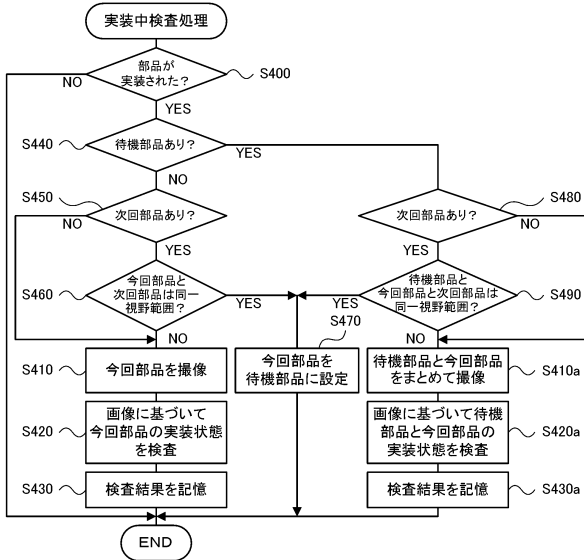 実装中検査処理
部品が
実装された？
S400
NO
YES
S440
待機部品あり？
YES
NO
S450
次回部品あり？
NO
YES
S480
次回部品あり？
NO
YES
S460
今回部品と
次回部品は同一
視野範囲？
YES
NO
待機部品と
今回部品と次回部品は
同一視野範囲？
S490
YES
NO
S470
今回部品を
待機部品に設定
S410
今回部品を撮像
待機部品と今回部品
をまとめて撮像
S410a
S420
画像に基づいて
今回部品の実装状態
を検査
画像に基づいて待機
部品と今回部品の
実装状態を検査
S420a
S430
検査結果を記憶
検査結果を記憶
S430a
END